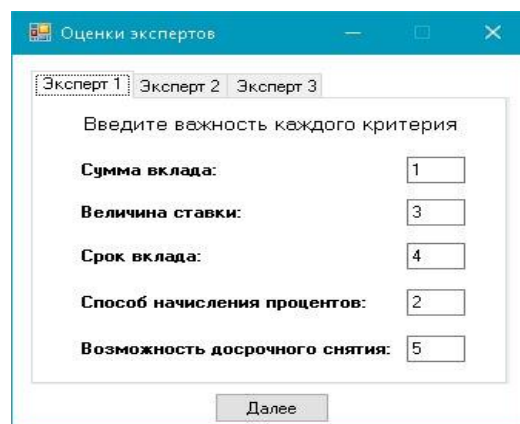 Оценки экспертов
Эксперт 1 Эксперт 2 Эксперт 3
Введите важность каждого критерия
Сумма вклада: 1
Величина ставки: 3
Срок вклада: 4
Способ начисления процентов: 2
Возможность досрочного снятия: 5
Далее